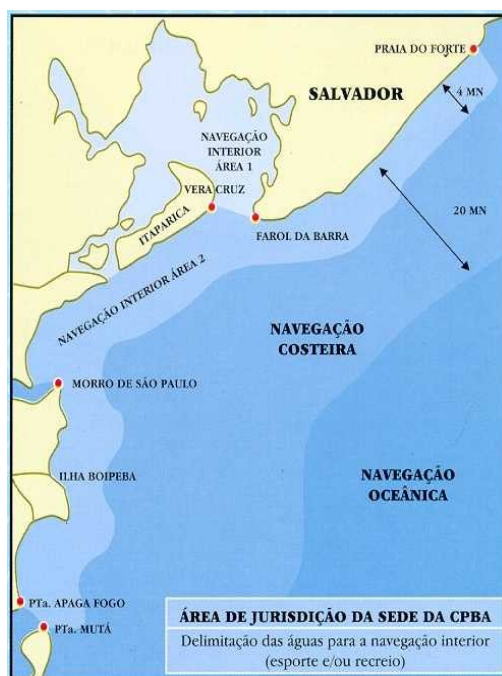 PRAIA DO FORTE
SALVADOR
4 MN
NAVEGAÇÃO
INTERIOR
ÁREA 1
VERA CRUZ
20 MN
ITAPARICA
FAROL DA BARRA
NAVEGAÇÃO INTERIOR ÁREA 2
NAVEGAÇÃO
COSTEIRA
MORRO DE SÃO PAULO
ILHA BOIPEBA
NAVEGAÇÃO
OCEÂNICA
PTa. APAGA FOGO
PTa. MUTÁ
ÁREA DE JURISDIÇÃO DA SEDE DA CPBA
Delimitação das águas para a navegação interior
(esporte e/ou recreio)